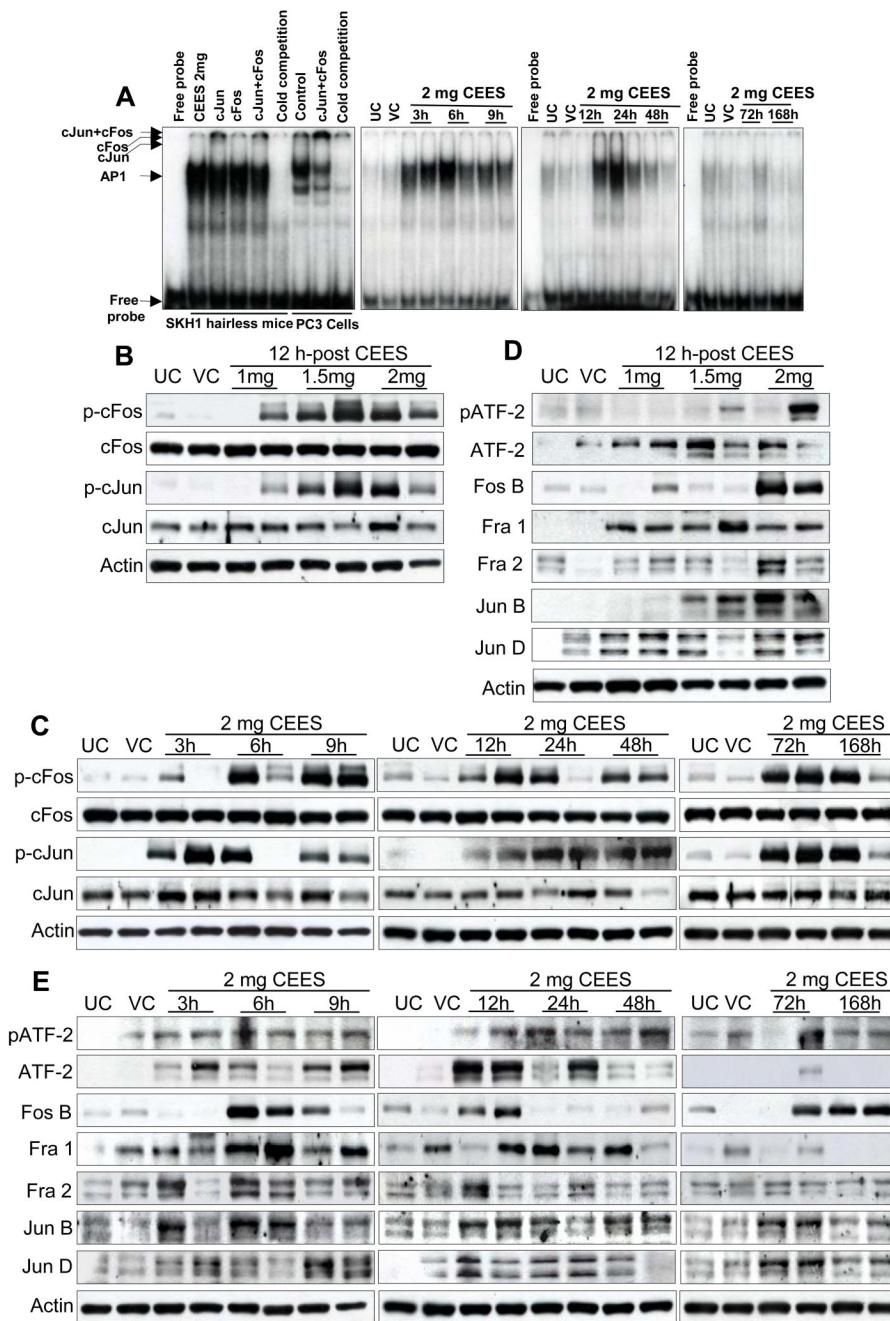 A
Free probe
CEES 2mg
cJun
cFos
cJun+cFos
Cold competition
Control
cJun+cFos
Cold competition
2 mg CEES
UC VC 3h 6h 9h
Free probe
2 mg CEES
UC VC 12h 24h 48h
Free probe
2 mg CEES
UC VC 72h 168h
cJun+cFos
cFos
cJun
AP1
Free probe
SKH1 hairless mice PC3 Cells
B
12 h-post CEES
UC VC 1mg 1.5mg 2mg
p-cFos
cFos
p-cJun
cJun
Actin
D
12 h-post CEES
UC VC 1mg 1.5mg 2mg
pATF-2
ATF-2
Fos B
Fra 1
Fra 2
Jun B
Jun D
Actin
C
2 mg CEES 2 mg CEES 2 mg CEES
UC VC 3h 6h 9h UC VC 12h 24h 48h UC VC 72h 168h
p-cFos
cFos
p-cJun
cJun
Actin
E
2 mg CEES 2 mg CEES 2 mg CEES
UC VC 3h 6h 9h UC VC 12h 24h 48h UC VC 72h 168h
pATF-2
ATF-2
Fos B
Fra 1
Fra 2
Jun B
Jun D
Actin